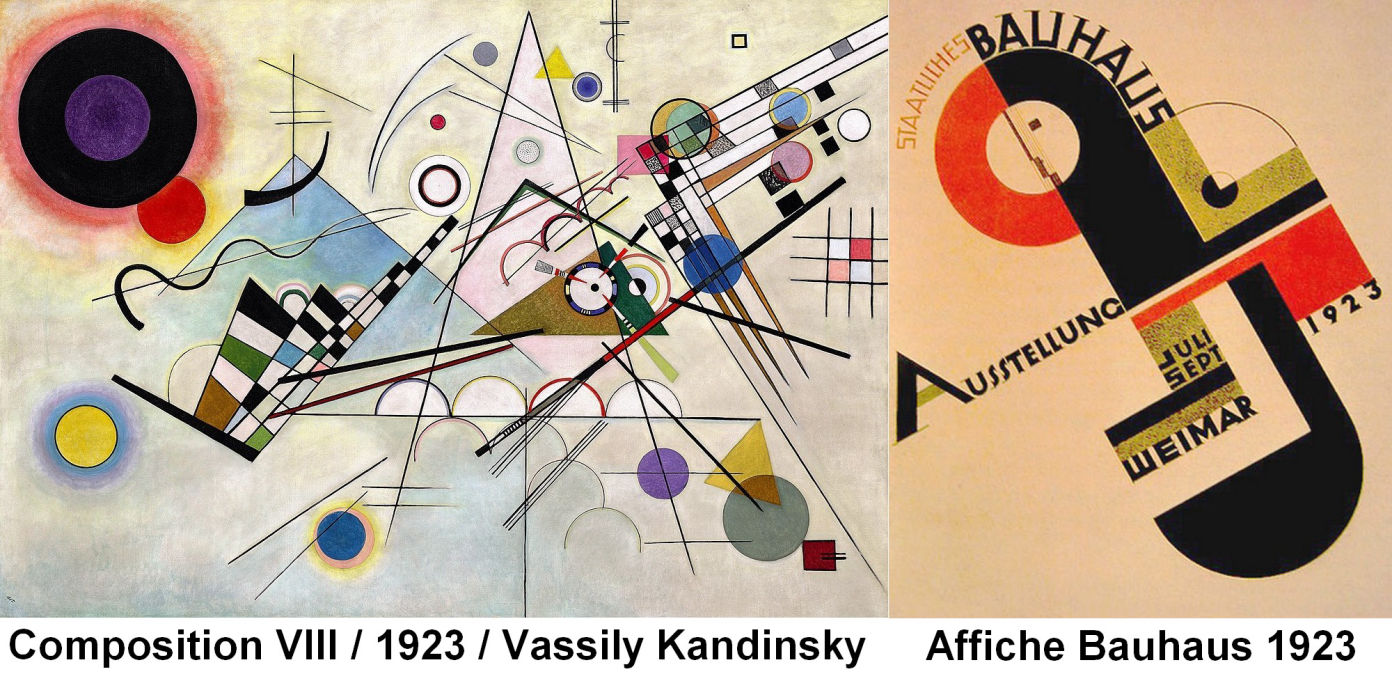 STAATLICHES
BAUHAUS
AUSSTELLUNG
1923
JULI
SEPT
WEIMAR
Composition VIII / 1923 / Vassily Kandinsky
Affiche Bauhaus 1923